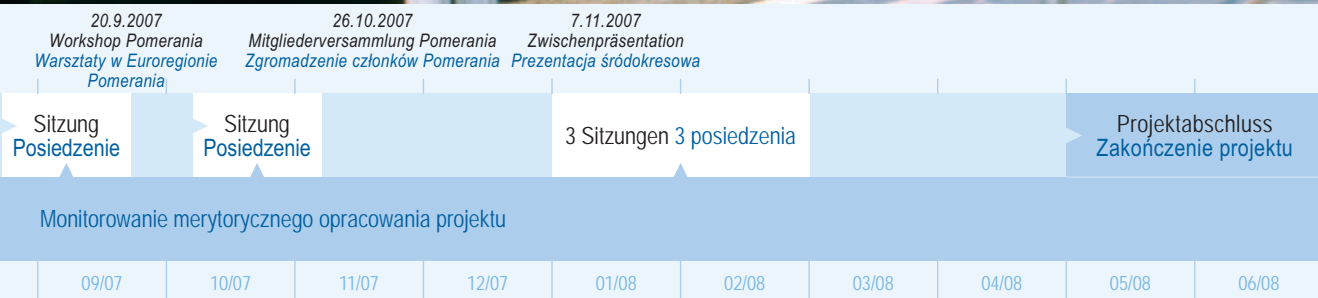 20.9.2007
Workshop Pomerania
Warsztaty w Euroregionie
Pomerania
26.10.2007
Mitgliederversammlung Pomerania
Zgromadzenie członków Pomerania
7.11.2007
Zwischenpräsentation
Prezentacja śródokresowa
Sitzung
Posiedzenie
Sitzung
Posiedzenie
3 Sitzungen 3 posiedzenia
Projektabschluss
Zakończenie projektu
Monitorowanie merytorycznego opracowania projektu
09/07 10/07 11/07 12/07 01/08 02/08 03/08 04/08 05/08 06/08